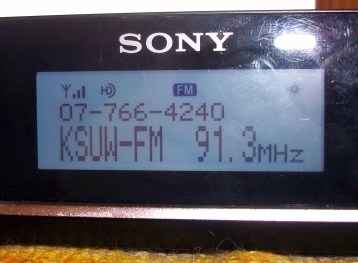 SONY
HD FM
07-766-4240
KSUW-FM 91.3MHz